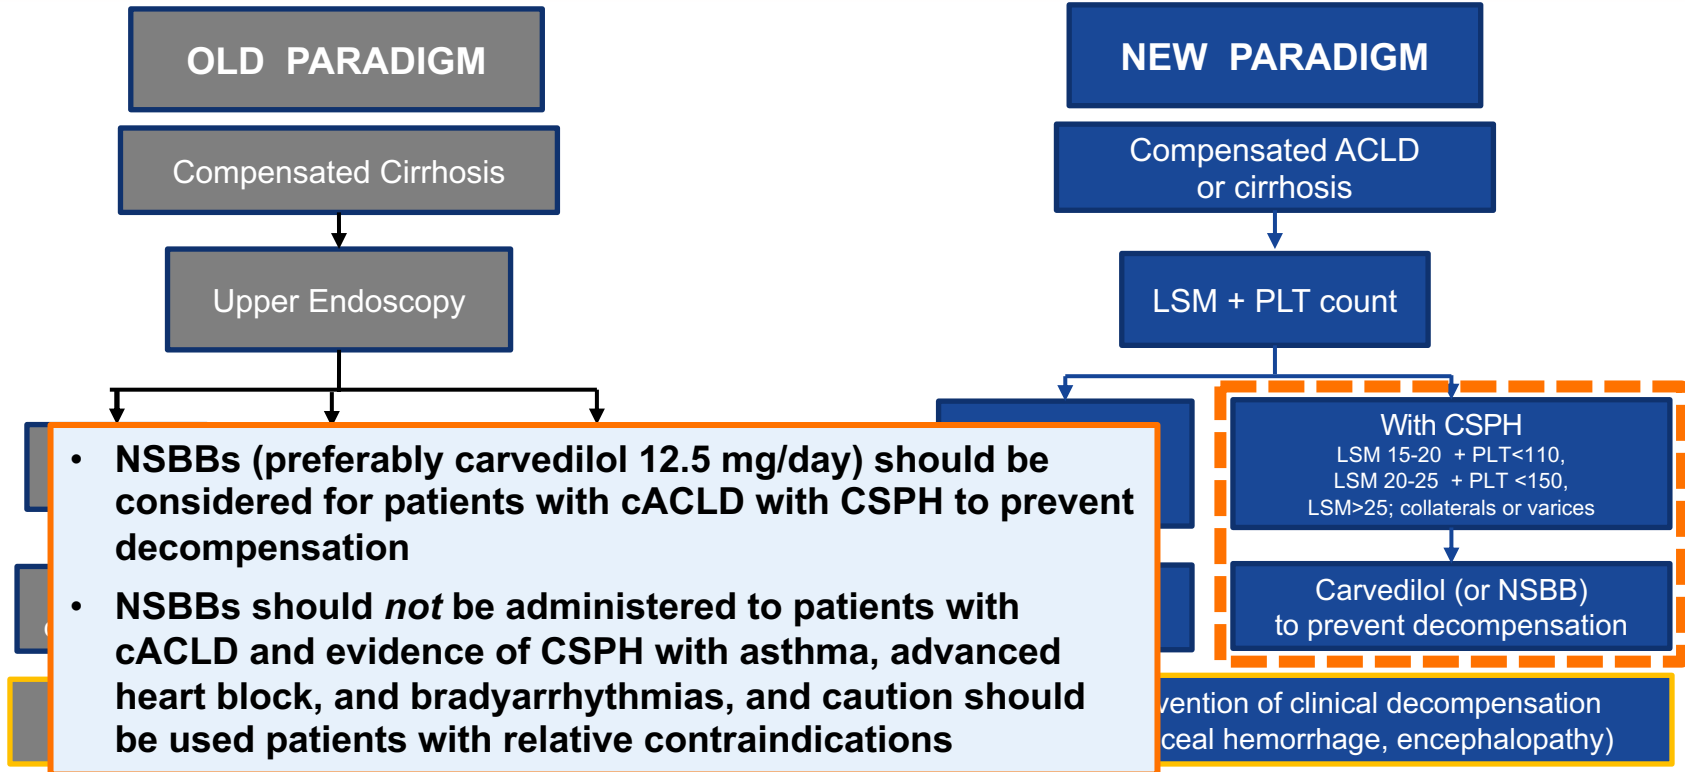 OLD PARADIGM
Compensated Cirrhosis
Upper Endoscopy
NEW PARADIGM
Compensated ACLD
or cirrhosis
LSM + PLT count
With CSPH
LSM 15-20 + PLT<110,
LSM 20-25 + PLT <150,
LSM>25; collaterals or varices
Carvedilol (or NSBB)
to prevent decompensation
• NSBBs (preferably carvedilol 12.5 mg/day) should be
considered for patients with cACLD with CSPH to prevent
decompensation
• NSBBs should not be administered to patients with
cACLD and evidence of CSPH with asthma, advanced
heart block, and bradyarrhythmias, and caution should
be used patients with relative contraindications
vention of clinical decompensation
ceal hemorrhage, encephalopathy)